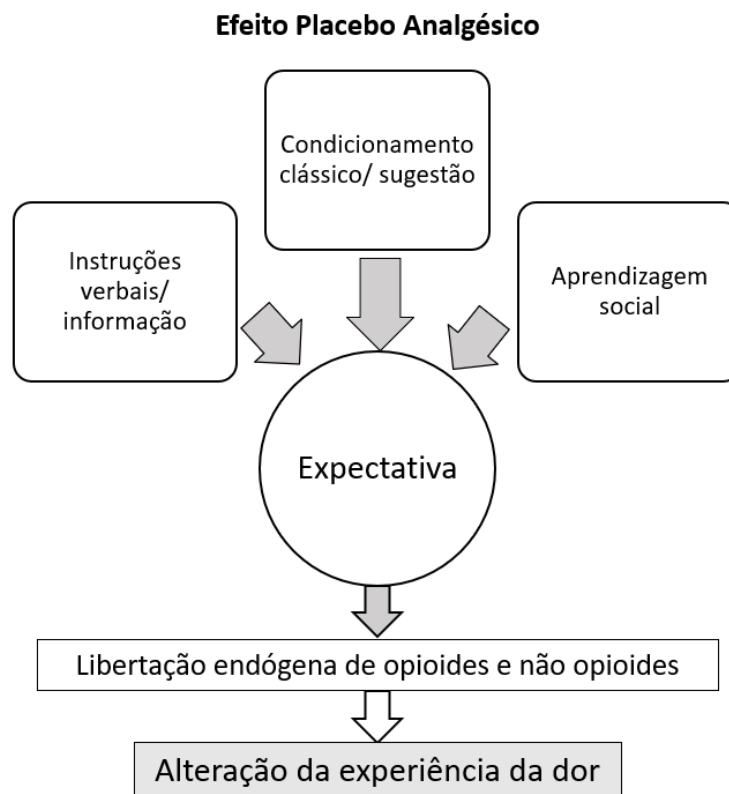 Efeito Placebo Analgésico
Condicionamento
clássico/ sugestão
Instruções
verbais/
informação
Aprendizagem
social
Expectativa
Libertação endógena de opioides e não opioides
Alteração da experiência da dor